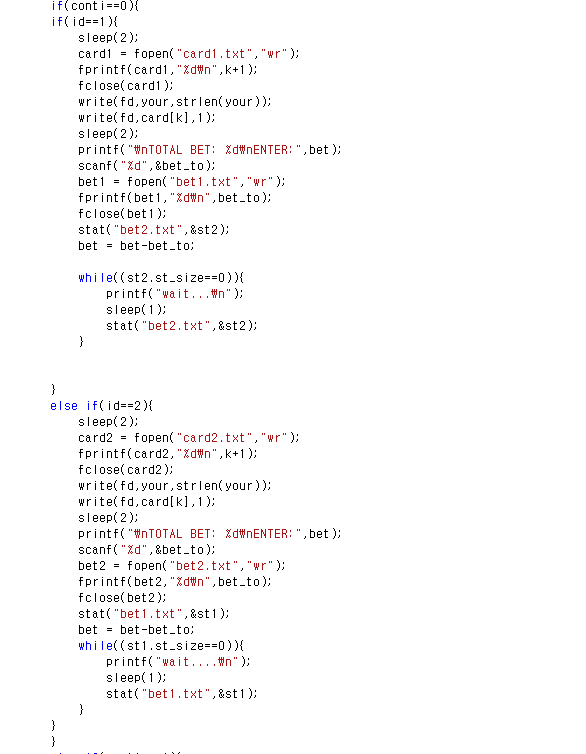 if(conti==0){
if(id==1){
sleep(2);
card1 = fopen("card1.txt","wr");
fprintf(card1,"%d₩n",k+1);
fclose(card1);
write(fd,your,strlen(your));
write(fd,card[k],1);
sleep(2);
printf("₩nTOTAL BET: %d₩nENTER:",bet);
scanf("%d",&bet_to);
bet1 = fopen("bet1.txt","wr");
fprintf(bet1,"%d₩n",bet_to);
fclose(bet1);
stat("bet2.txt",&st2);
bet = bet-bet_to;
while((st2.st_size==0)){
printf("wait...₩n");
sleep(1);
stat("bet2.txt",&st2);
}
}
else if(id==2){
sleep(2);
card2 = fopen("card2.txt","wr");
fprintf(card2,"%d₩n",k+1);
fclose(card2);
write(fd,your,strlen(your));
write(fd,card[k],1);
sleep(2);
printf("₩nTOTAL BET: %d₩nENTER:",bet);
scanf("%d",&bet_to);
bet2 = fopen("bet2.txt","wr");
fprintf(bet2,"%d₩n",bet_to);
fclose(bet2);
stat("bet1.txt",&st1);
bet = bet-bet_to;
while((st1.st_size==0)){
printf("wait....₩n");
sleep(1);
stat("bet1.txt",&st1);
}
}
}